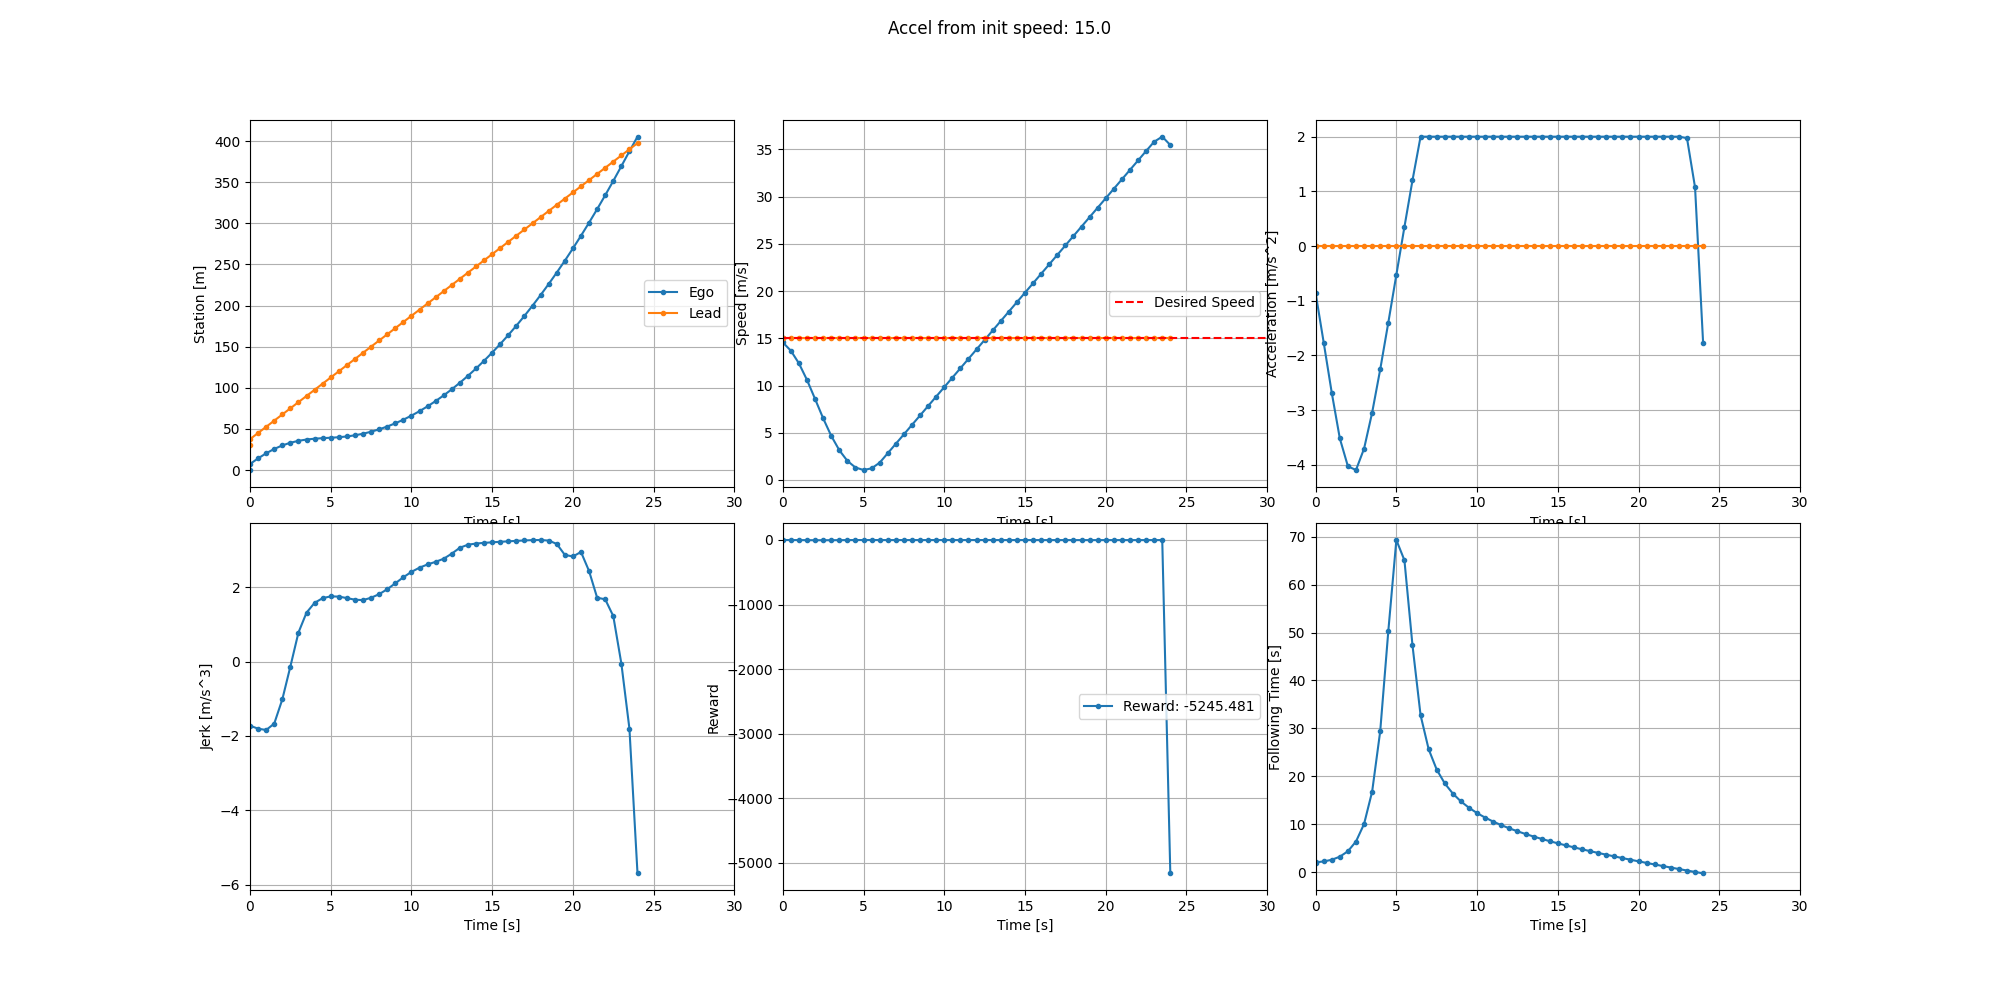 Accel from init speed: 15.0
Station [m]
400
350
300
250
200
150
100
50
0
Ego
Lead
0 5 10 15 20 25 30
Time [s]
Speed [m/s]
35
30
25
20
15
10
5
0
Desired Speed
0 5 10 15 20 25 30
Time [s]
Acceleration [m/s^2]
2
1
0
−1
−2
−3
−4
0 5 10 15 20 25 30
Time [s]
Jerk [m/s^3]
2
0
−2
−4
−6
0 5 10 15 20 25 30
Time [s]
Reward
0
−1000
−2000
−3000
−4000
−5000
Reward: -5245.481
0 5 10 15 20 25 30
Time [s]
Following Time [s]
70
60
50
40
30
20
10
0
0 5 10 15 20 25 30
Time [s]